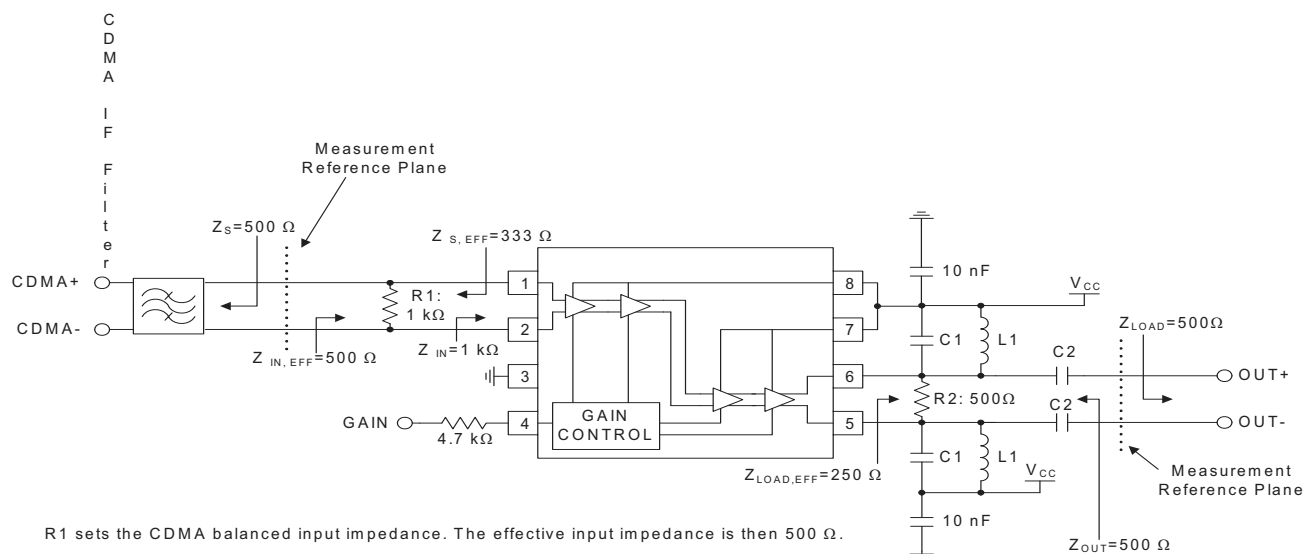 CDMA IF Filter
Measurement
Reference Plane
Z_S=500 Ω
Z_S,EFF=333 Ω
CDMA+
CDMA-
R1:
1 kΩ
Z_IN,EFF=500 Ω
Z_IN=1 kΩ
1
2
3
4
8
7
6
5
GAIN
4.7 kΩ
GAIN
CONTROL
10 nF
V_CC
C1
L1
C2
Z_LOAD=500Ω
OUT+
R2: 500Ω
C2
OUT-
Z_LOAD,EFF=250 Ω
C1
L1
V_CC
Measurement
Reference Plane
10 nF
Z_OUT=500 Ω
R1 sets the CDMA balanced input impedance. The effective input impedance is then 500 Ω.